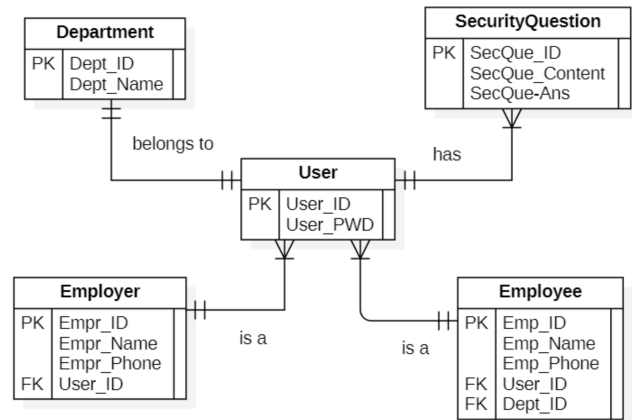 Department
PK Dept_ID
Dept_Name
SecurityQuestion
PK SecQue_ID
SecQue_Content
SecQue-Ans
belongs to
has
User
PK User_ID
User_PWD
Employer
PK Empr_ID
Empr_Name
Empr_Phone
FK User_ID
is a
is a
Employee
PK Emp_ID
Emp_Name
Emp_Phone
FK User_ID
FK Dept_ID